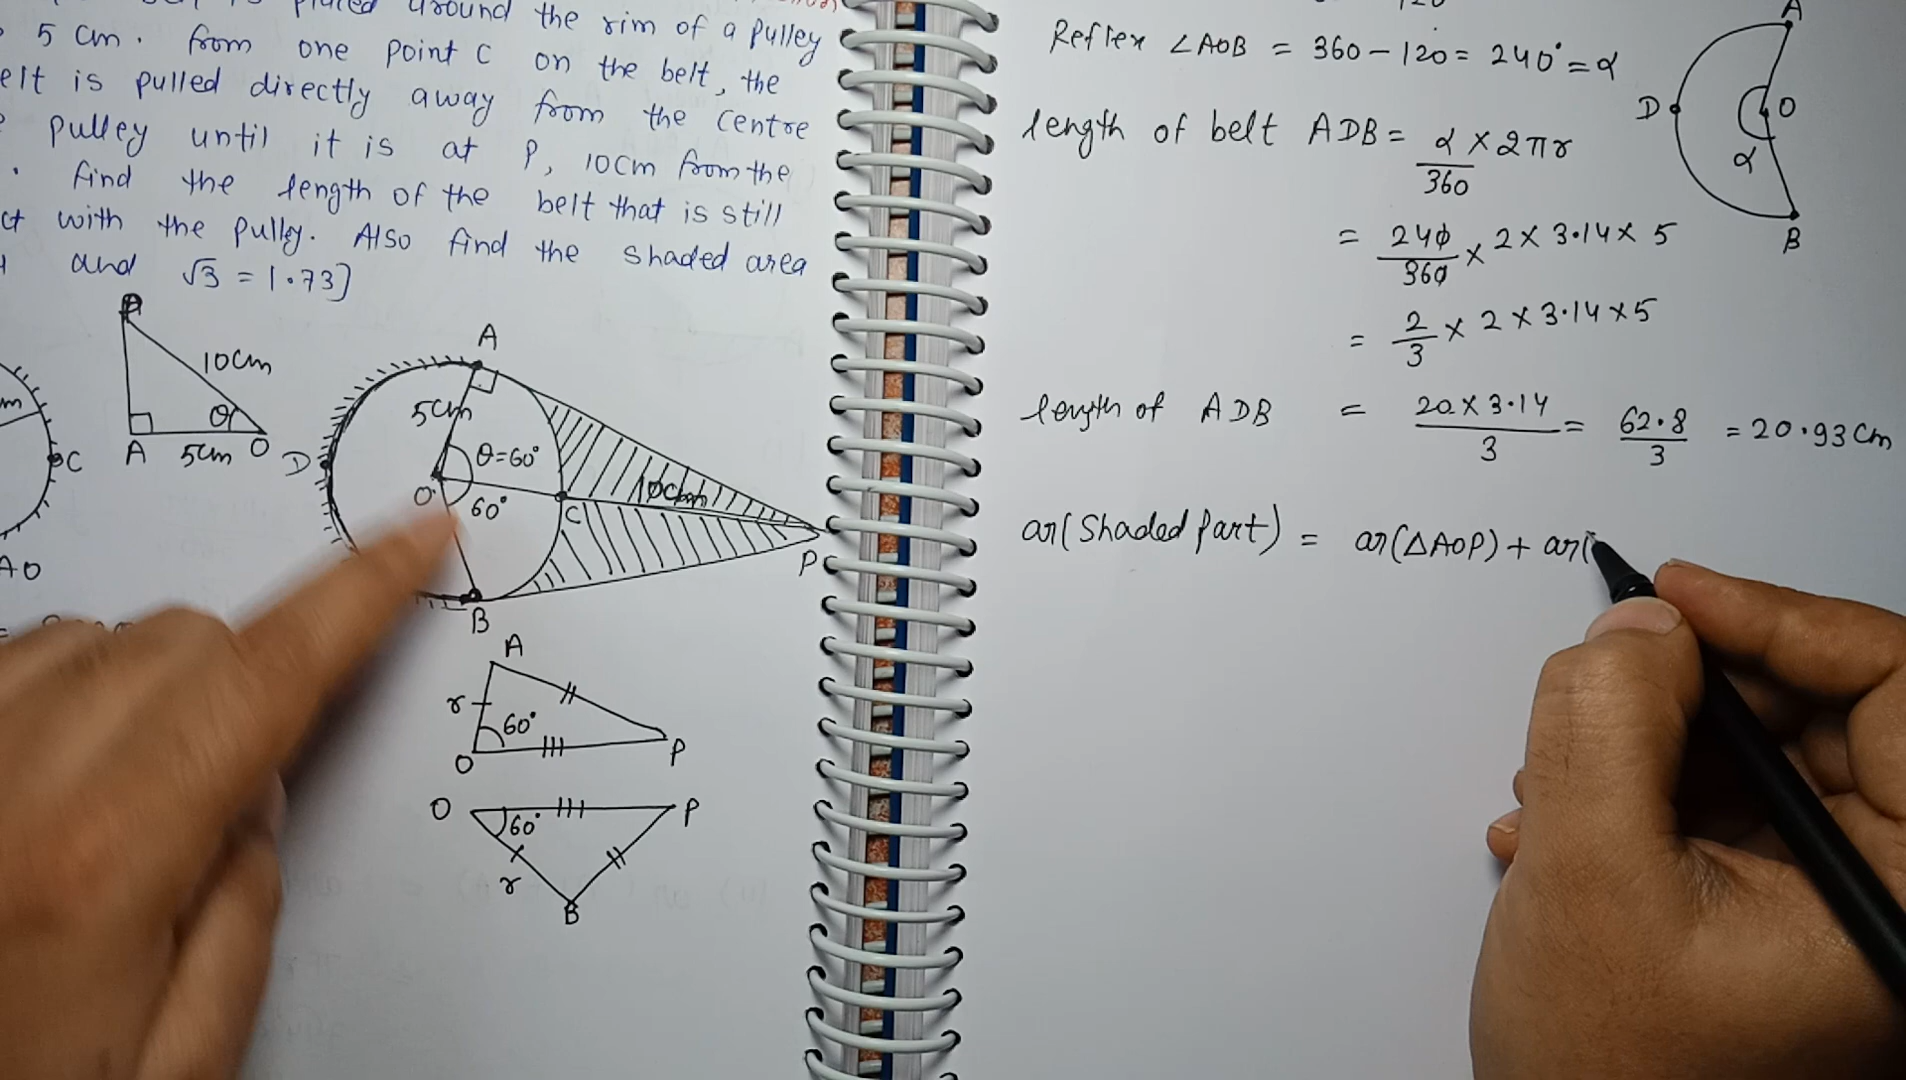 placed around the rim of a pulley
5 cm. from one point C on the belt, the
elt is pulled directly away from the centre
pulley until it is at P, 10cm from the
. find the length of the belt that is still
ct with the pulley. Also find the shaded area
and √3 = 1.73]
A
10cm
θ
A 5cm O
C
AO
A
5cm
θ=60°
D
O
60°
C
10cm
P
B
A
r
60°
O
P
O
60°
P
r
B
120
Reflex ∠AOB = 360 − 120 = 240° = α
length of belt ADB = α/360 × 2πr
= 240/360 × 2 × 3.14 × 5
= 2/3 × 2 × 3.14 × 5
length of ADB = 20 × 3.14/3 = 62.8/3 = 20.93 cm
ar(Shaded Part) = ar(△AOP) + ar(
A
D
O
α
B